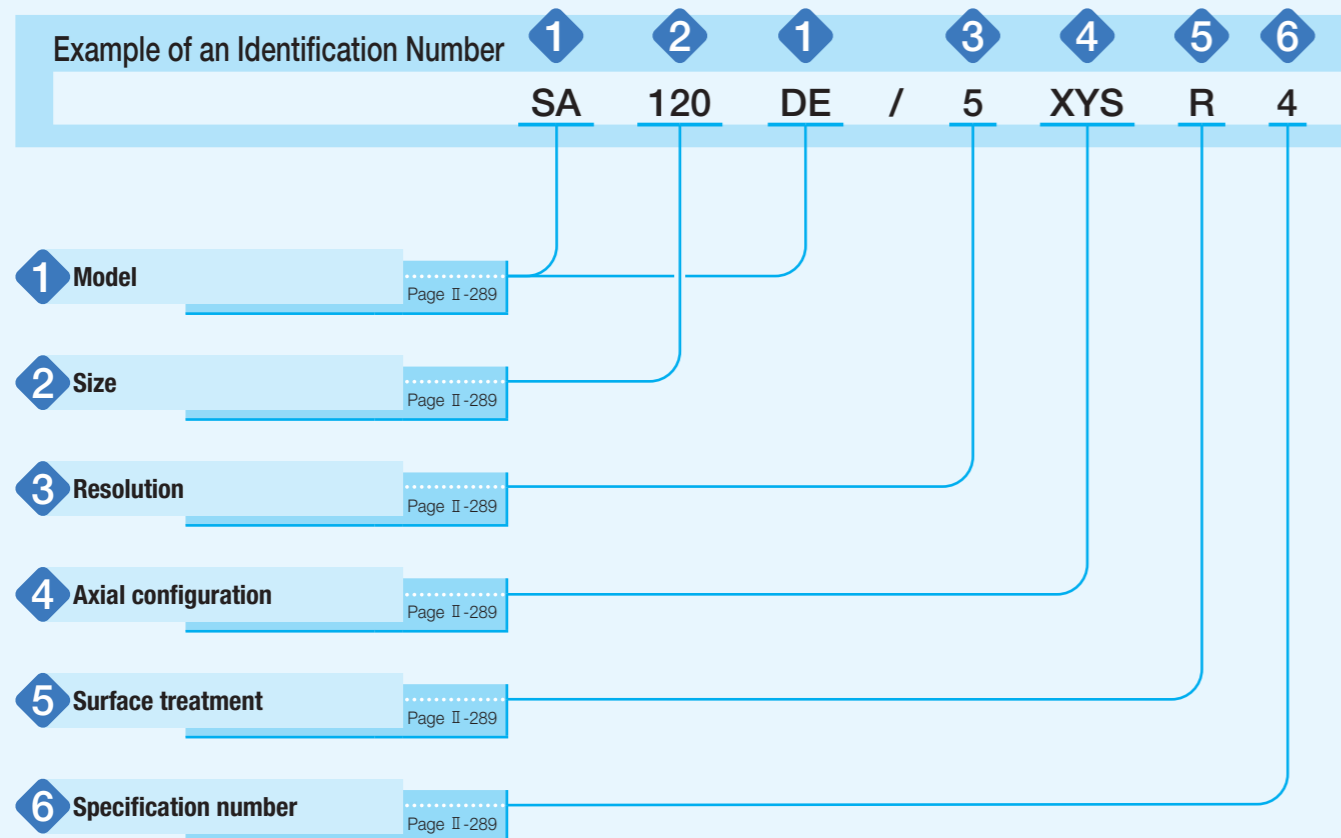 Example of an Identification Number
1 2 1 3 4 5 6
SA 120 DE / 5 XYS R 4
1 Model
Page Ⅱ-289
2 Size
Page Ⅱ-289
3 Resolution
Page Ⅱ-289
4 Axial configuration
Page Ⅱ-289
5 Surface treatment
Page Ⅱ-289
6 Specification number
Page Ⅱ-289